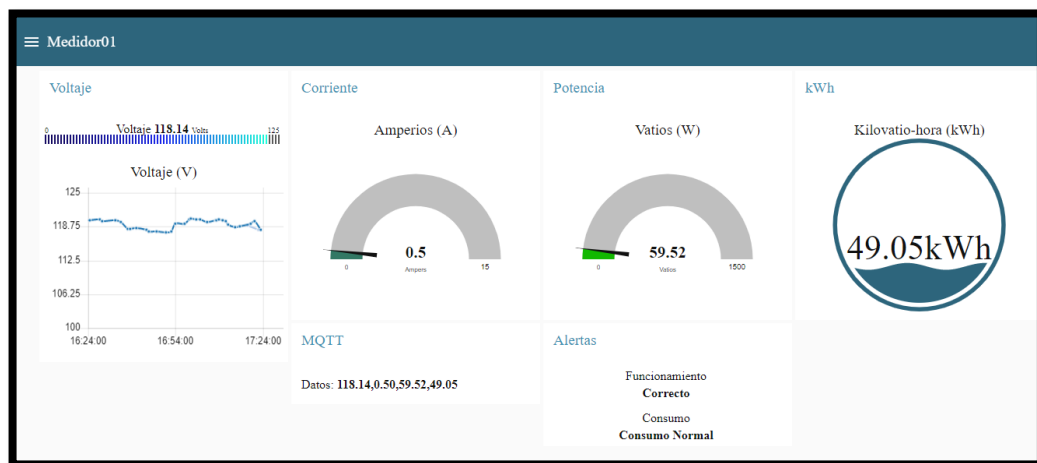 Medidor01
Voltaje
0 Voltaje 118.14 Volts 125
Voltaje (V)
125
118.75
112.5
106.25
100
16:24:00 16:54:00 17:24:00
Corriente
Amperios (A)
0.5
Ampers
0 15
MQTT
Datos: 118.14,0.50,59.52,49.05
Potencia
Vatios (W)
59.52
Vatios
0 1500
Alertas
Funcionamiento
Correcto
Consumo
Consumo Normal
kWh
Kilovatio-hora (kWh)
49.05kWh